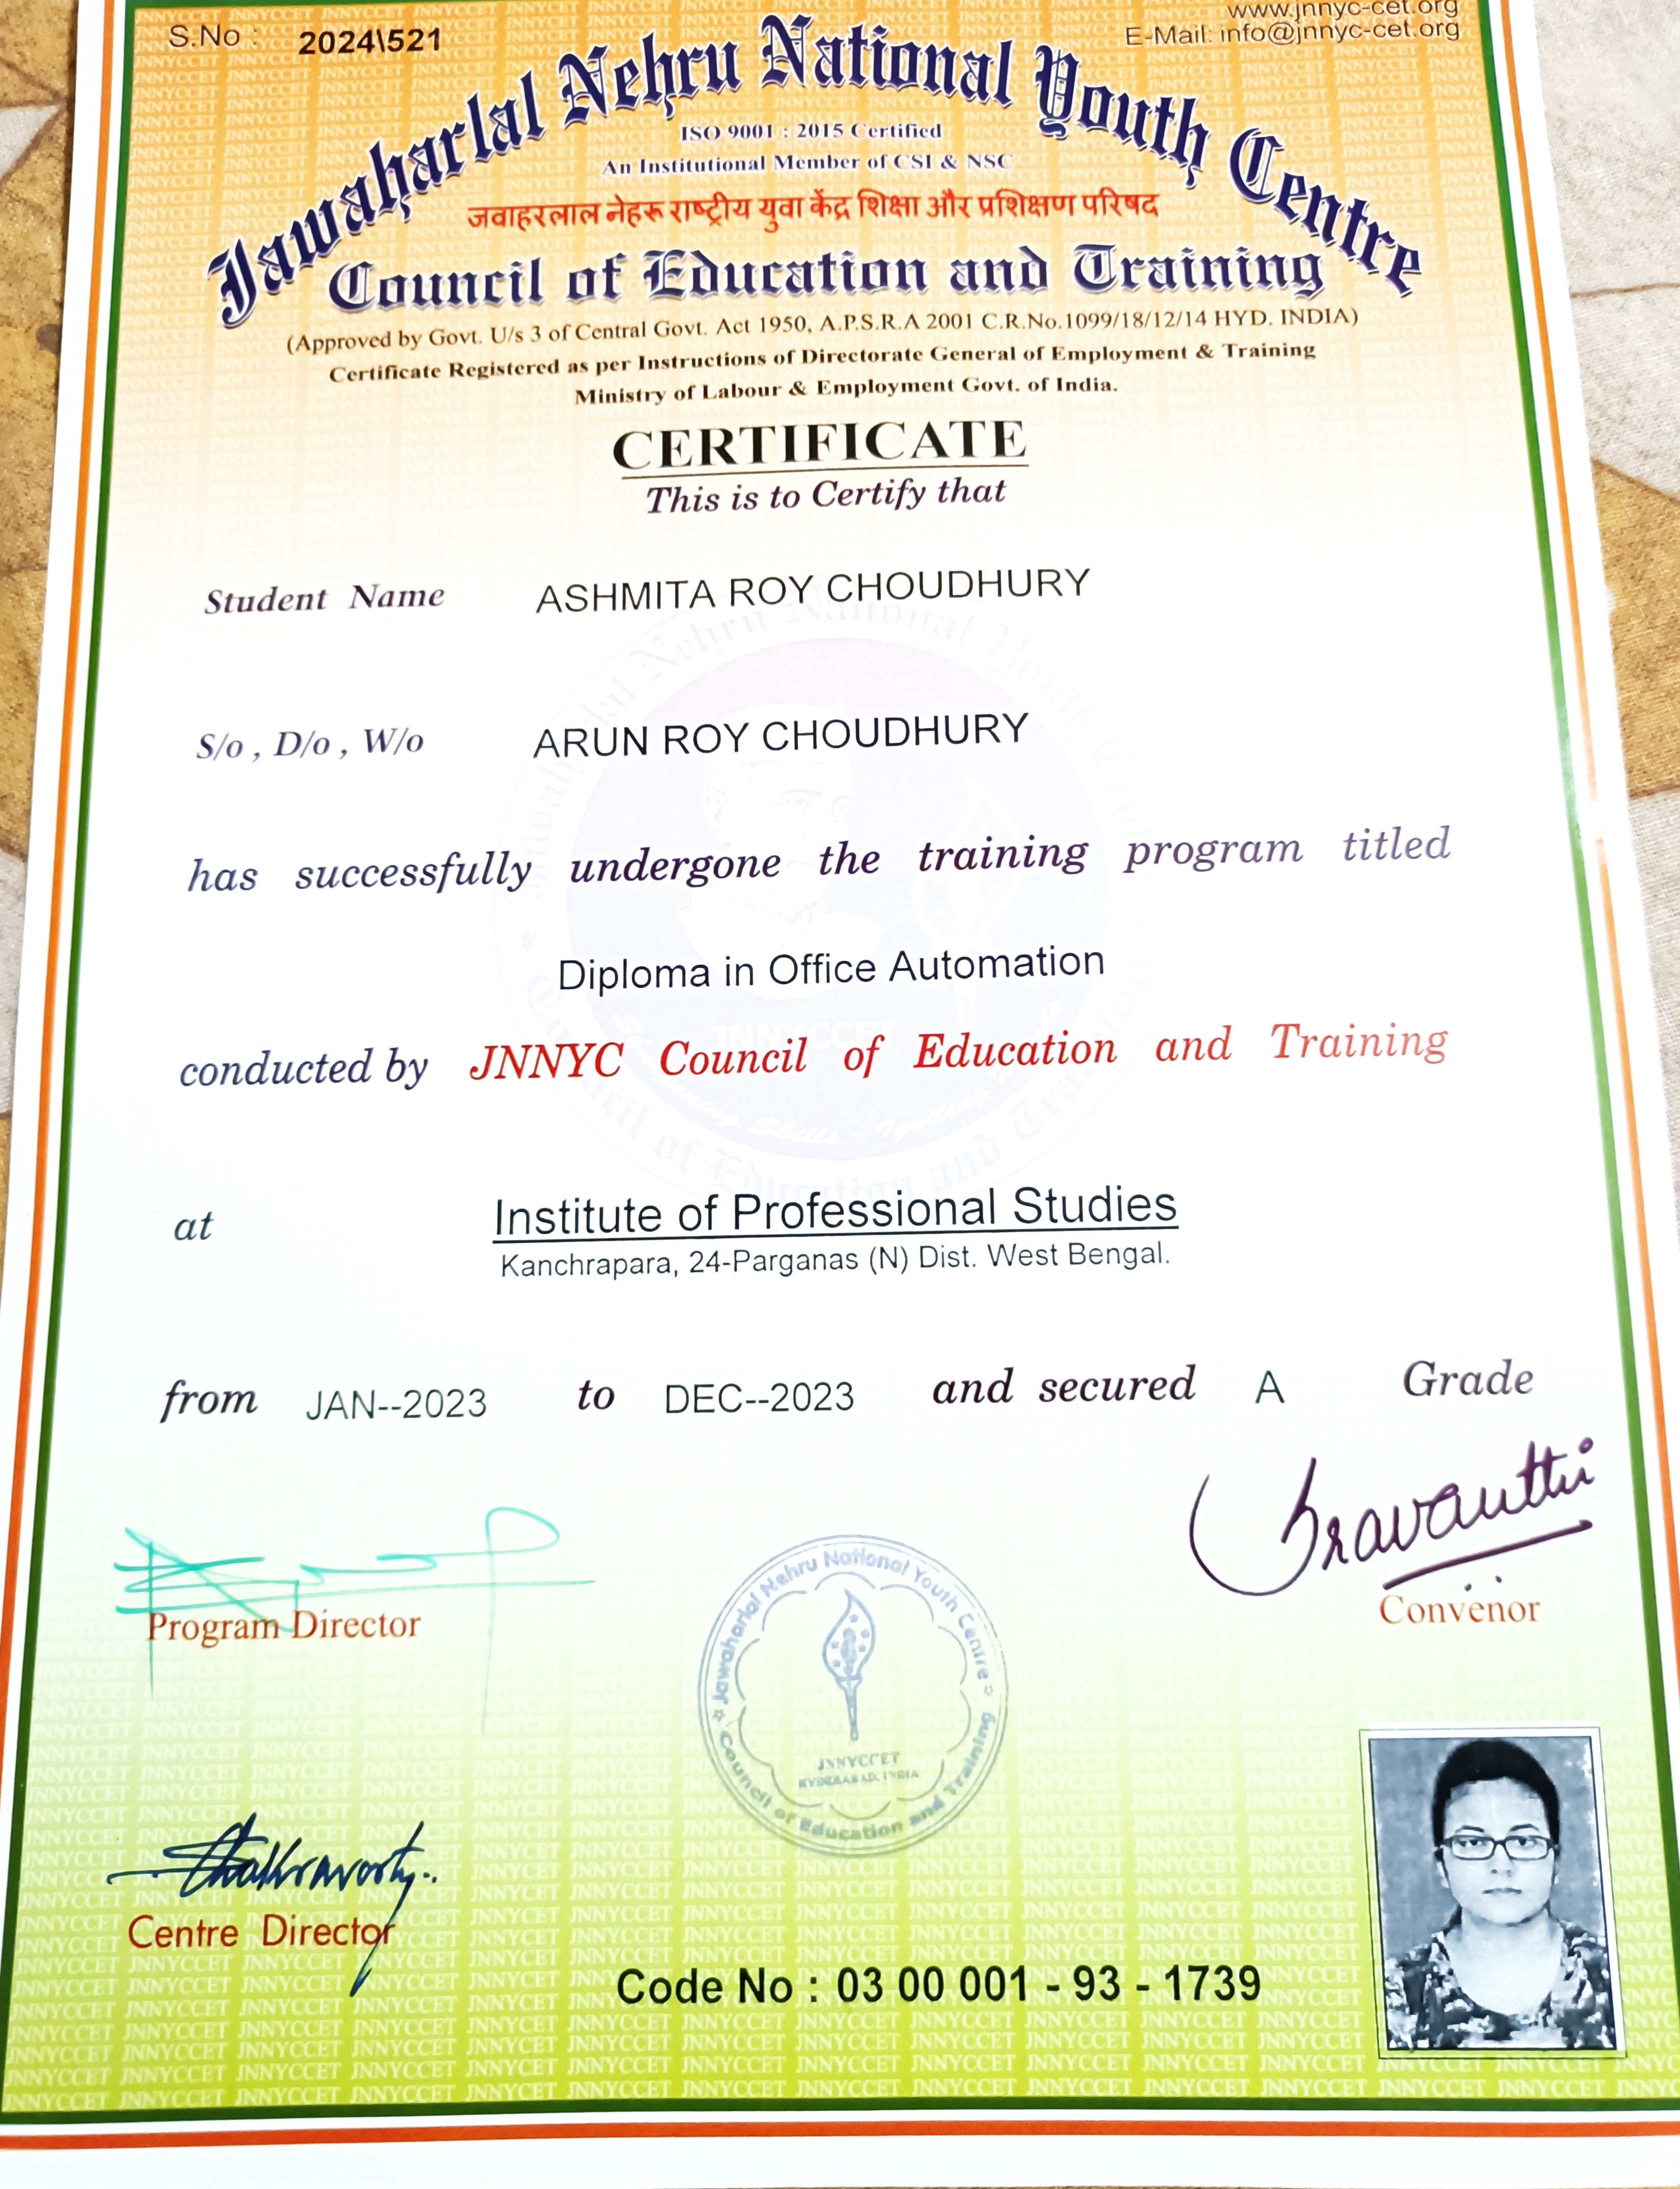 www.jnnyc-cet.org
S.No : 2024\521
E-Mail: info@jnnyc-cet.org
Jawaharlal Nehru National Youth Centre
ISO 9001 : 2015 Certified
An Institutional Member of CSI & NSC
जवाहरलाल नेहरू राष्ट्रीय युवा केंद्र शिक्षा और प्रशिक्षण परिषद
Council of Education and Training
(Approved by Govt. U/s 3 of Central Govt. Act 1950, A.P.S.R.A 2001 C.R.No.1099/18/12/14 HYD. INDIA)
Certificate Registered as per Instructions of Directorate General of Employment & Training
Ministry of Labour & Employment Govt. of India.
CERTIFICATE
This is to Certify that
Student Name ASHMITA ROY CHOUDHURY
S/o , D/o , W/o ARUN ROY CHOUDHURY
has successfully undergone the training program titled
Diploma in Office Automation
conducted by JNNYC Council of Education and Training
at Institute of Professional Studies
Kanchrapara, 24-Parganas (N) Dist. West Bengal.
from JAN--2023 to DEC--2023 and secured A Grade
Sravanthi
Program Director
Convenor
Jawaharlal Nehru National Youth Centre
JNNYCCET
HYDERABAD, INDIA
Council of Education and Training
Chakravorty
Centre Director
Code No : 03 00 001 - 93 - 1739